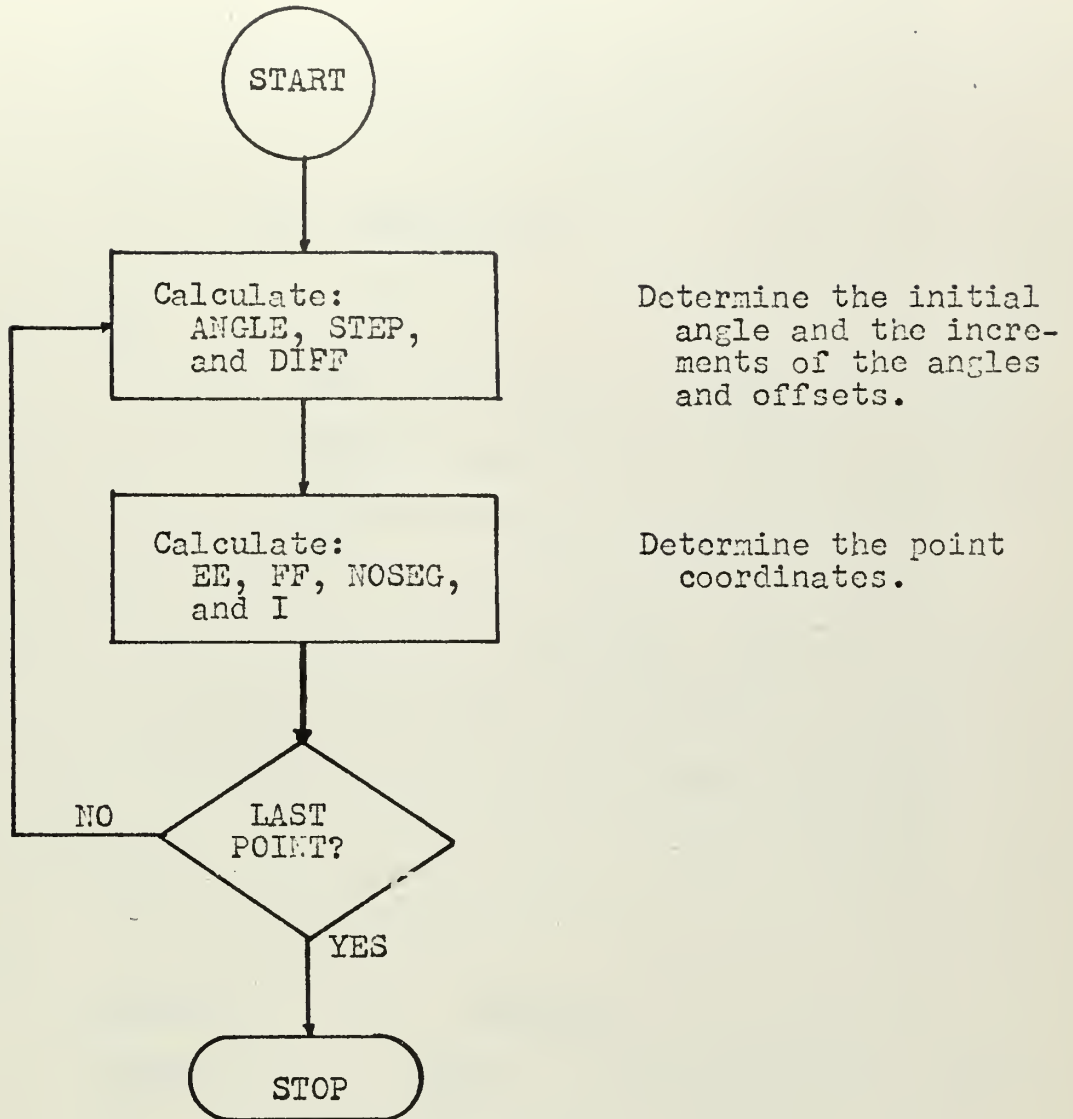 START
Calculate:
ANGLE, STEP,
and DIFF
Determine the initial
angle and the incre-
ments of the angles
and offsets.
Calculate:
EE, FF, NOSEG,
and I
Determine the point
coordinates.
LAST
POINT?
NO
YES
STOP